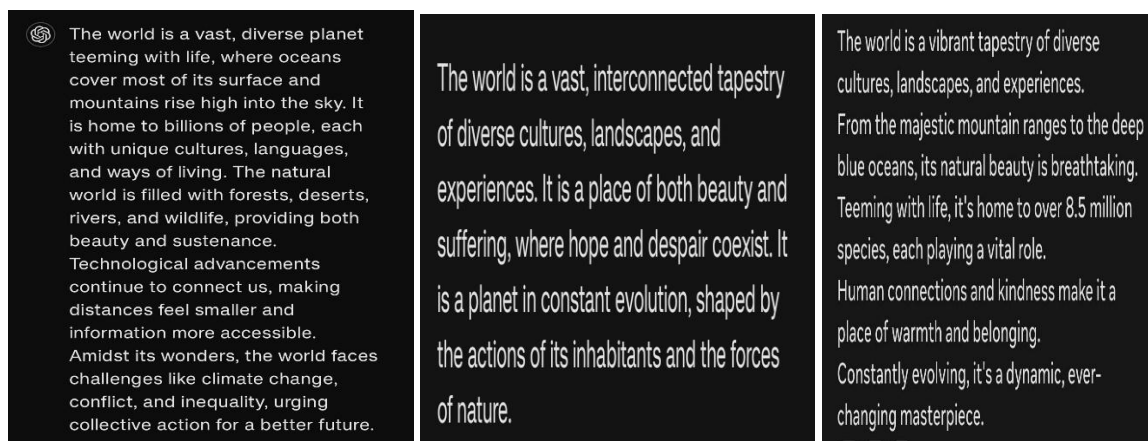 The world is a vast, diverse planet
teeming with life, where oceans
cover most of its surface and
mountains rise high into the sky. It
is home to billions of people, each
with unique cultures, languages,
and ways of living. The natural
world is filled with forests, deserts,
rivers, and wildlife, providing both
beauty and sustenance.
Technological advancements
continue to connect us, making
distances feel smaller and
information more accessible.
Amidst its wonders, the world faces
challenges like climate change,
conflict, and inequality, urging
collective action for a better future.
The world is a vast, interconnected tapestry
of diverse cultures, landscapes, and
experiences. It is a place of both beauty and
suffering, where hope and despair coexist. It
is a planet in constant evolution, shaped by
the actions of its inhabitants and the forces
of nature.
The world is a vibrant tapestry of diverse
cultures, landscapes, and experiences.
From the majestic mountain ranges to the deep
blue oceans, its natural beauty is breathtaking.
Teeming with life, it's home to over 8.5 million
species, each playing a vital role.
Human connections and kindness make it a
place of warmth and belonging.
Constantly evolving, it's a dynamic, ever-
changing masterpiece.